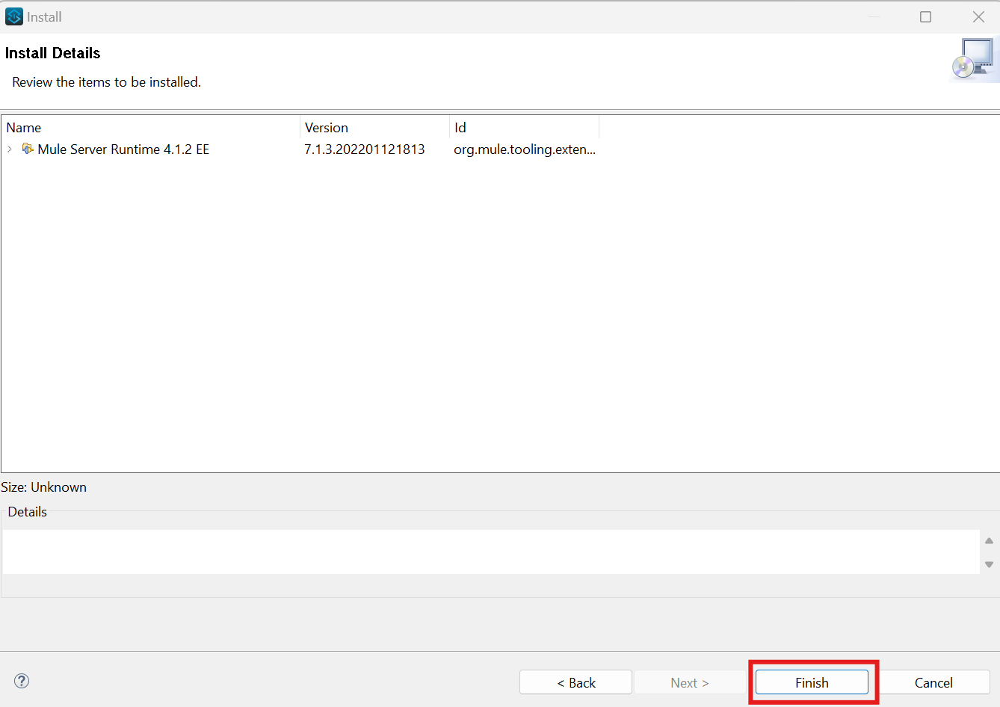 Install
Install Details
Review the items to be installed.
Name Version Id
Mule Server Runtime 4.1.2 EE 7.1.3.202201121813 org.mule.tooling.exten...
Size: Unknown
Details
< Back Next > Finish Cancel